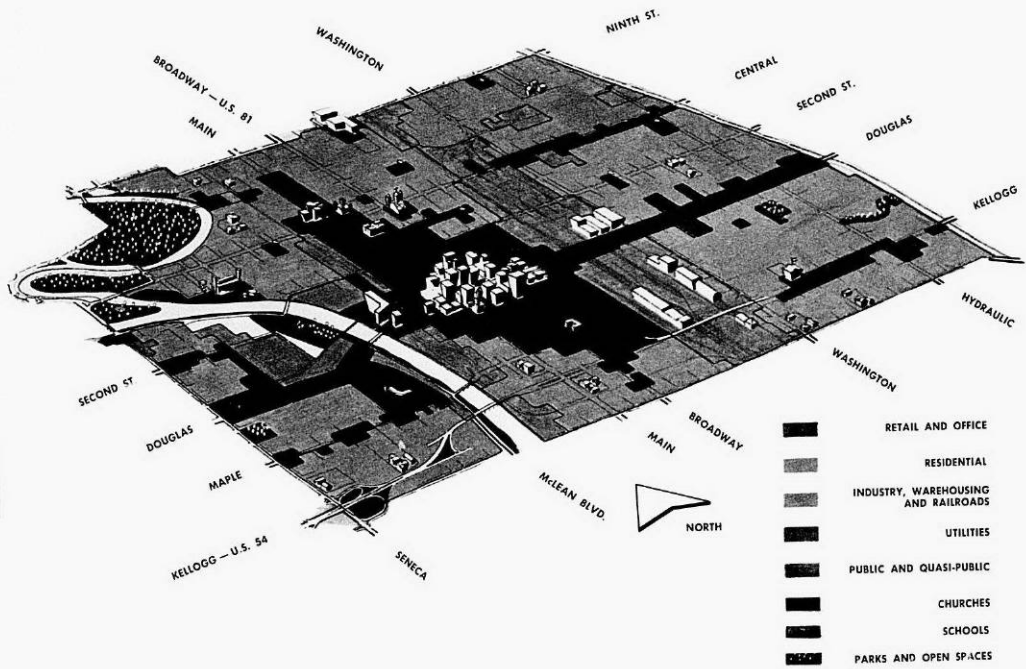 NINTH ST.
WASHINGTON
CENTRAL
BROADWAY — U.S. 81
SECOND ST.
MAIN
DOUGLAS
KELLOGG
HYDRAULIC
WASHINGTON
SECOND ST
BROADWAY
DOUGLAS
MAIN
MAPLE
McLEAN BLVD.
KELLOGG — U.S. 54
SENECA
NORTH
RETAIL AND OFFICE
RESIDENTIAL
INDUSTRY, WAREHOUSING
AND RAILROADS
UTILITIES
PUBLIC AND QUASI-PUBLIC
CHURCHES
SCHOOLS
PARKS AND OPEN SPACES